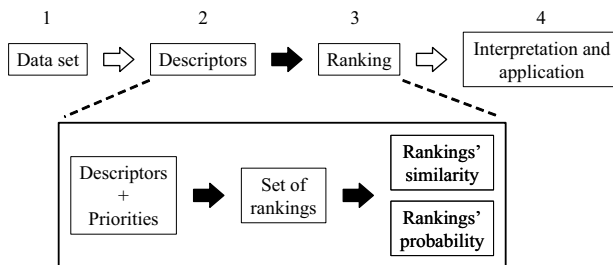 1 2 3 4
Data set Descriptors Ranking Interpretation and
application
Descriptors
+
Priorities
Set of
rankings
Rankings’
similarity
Rankings’
probability